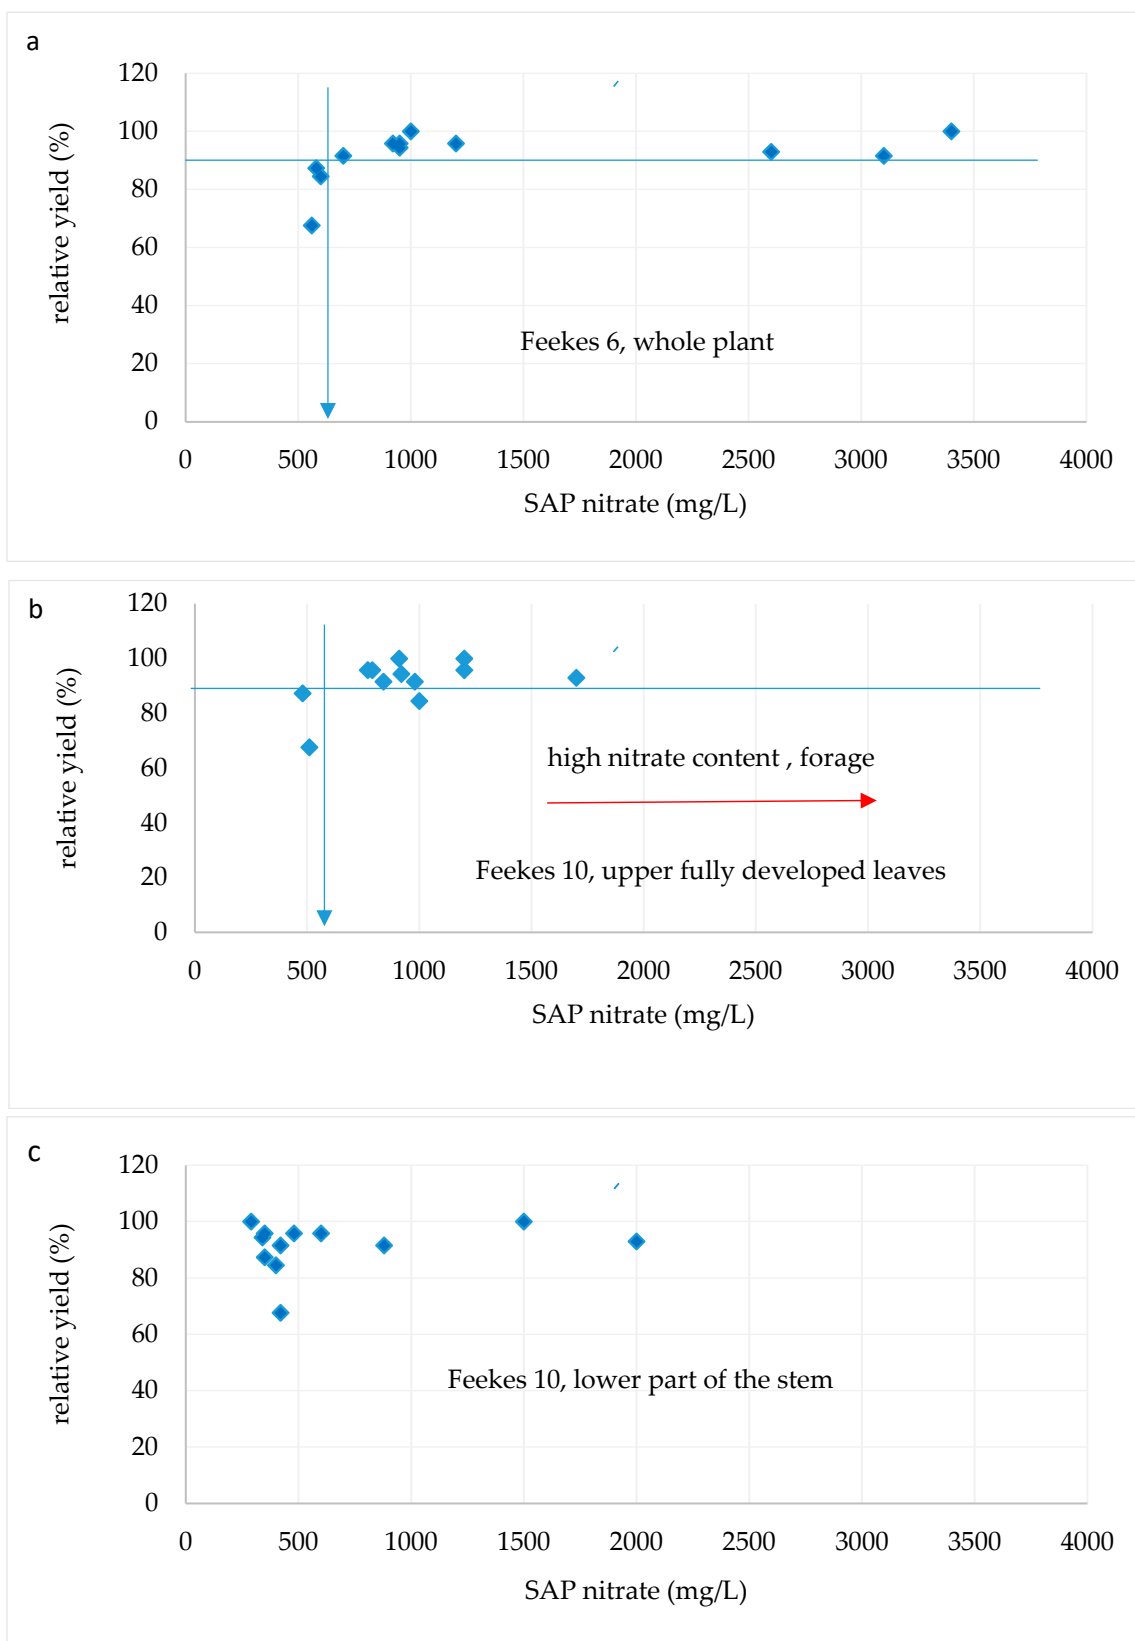 a
120
100
80
60
40
20
0
relative yield (%)
Feekes 6, whole plant
0 500 1000 1500 2000 2500 3000 3500 4000
SAP nitrate (mg/L)
b
120
100
80
60
40
20
0
relative yield (%)
high nitrate content , forage
Feekes 10, upper fully developed leaves
0 500 1000 1500 2000 2500 3000 3500 4000
SAP nitrate (mg/L)
c
120
100
80
60
40
20
0
relative yield (%)
Feekes 10, lower part of the stem
0 500 1000 1500 2000 2500 3000 3500 4000
SAP nitrate (mg/L)